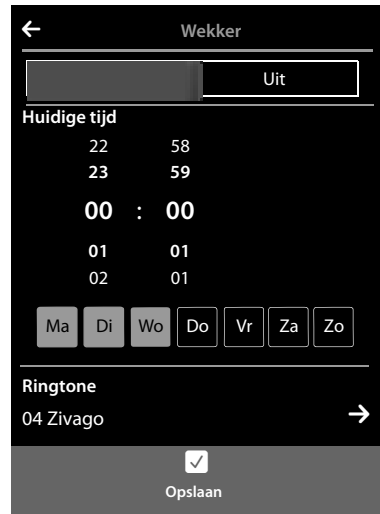 Wekker
Uit
Huidige tijd
22 58
23 59
00 : 00
01 01
02 01
Ma Di Wo Do Vr Za Zo
Ringtone
04 Zivago
Opslaan